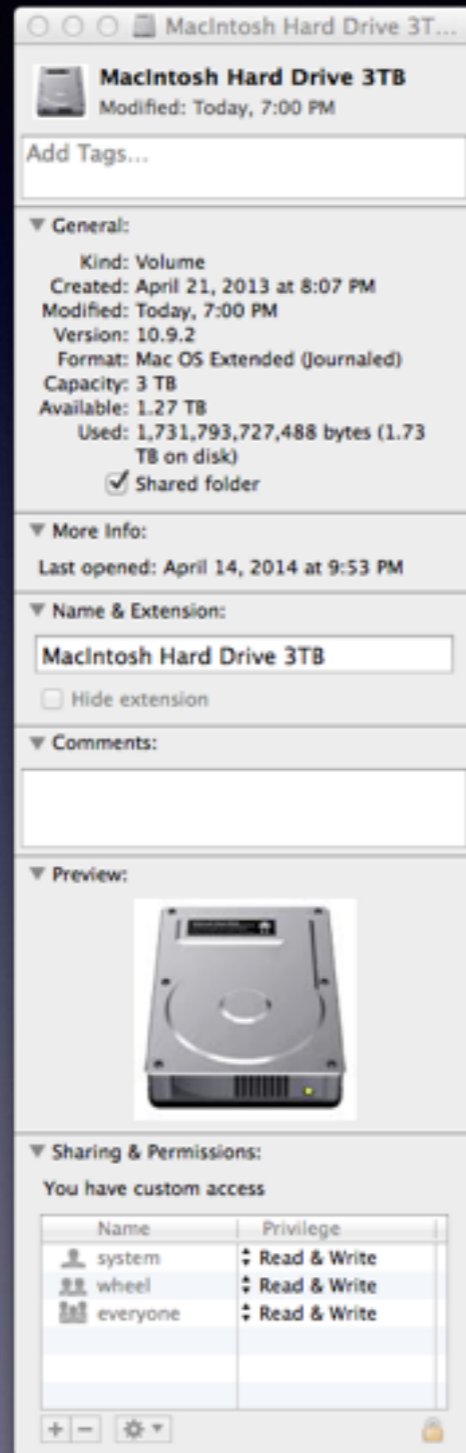 MacIntosh Hard Drive 3T...
MacIntosh Hard Drive 3TB
Modified: Today, 7:00 PM
Add Tags...
General:
Kind: Volume
Created: April 21, 2013 at 8:07 PM
Modified: Today, 7:00 PM
Version: 10.9.2
Format: Mac OS Extended (Journaled)
Capacity: 3 TB
Available: 1.27 TB
Used: 1,731,793,727,488 bytes (1.73
TB on disk)
Shared folder
More Info:
Last opened: April 14, 2014 at 9:53 PM
Name & Extension:
MacIntosh Hard Drive 3TB
Hide extension
Comments:
Preview:
Sharing & Permissions:
You have custom access
Name Privilege
system Read & Write
wheel Read & Write
everyone Read & Write